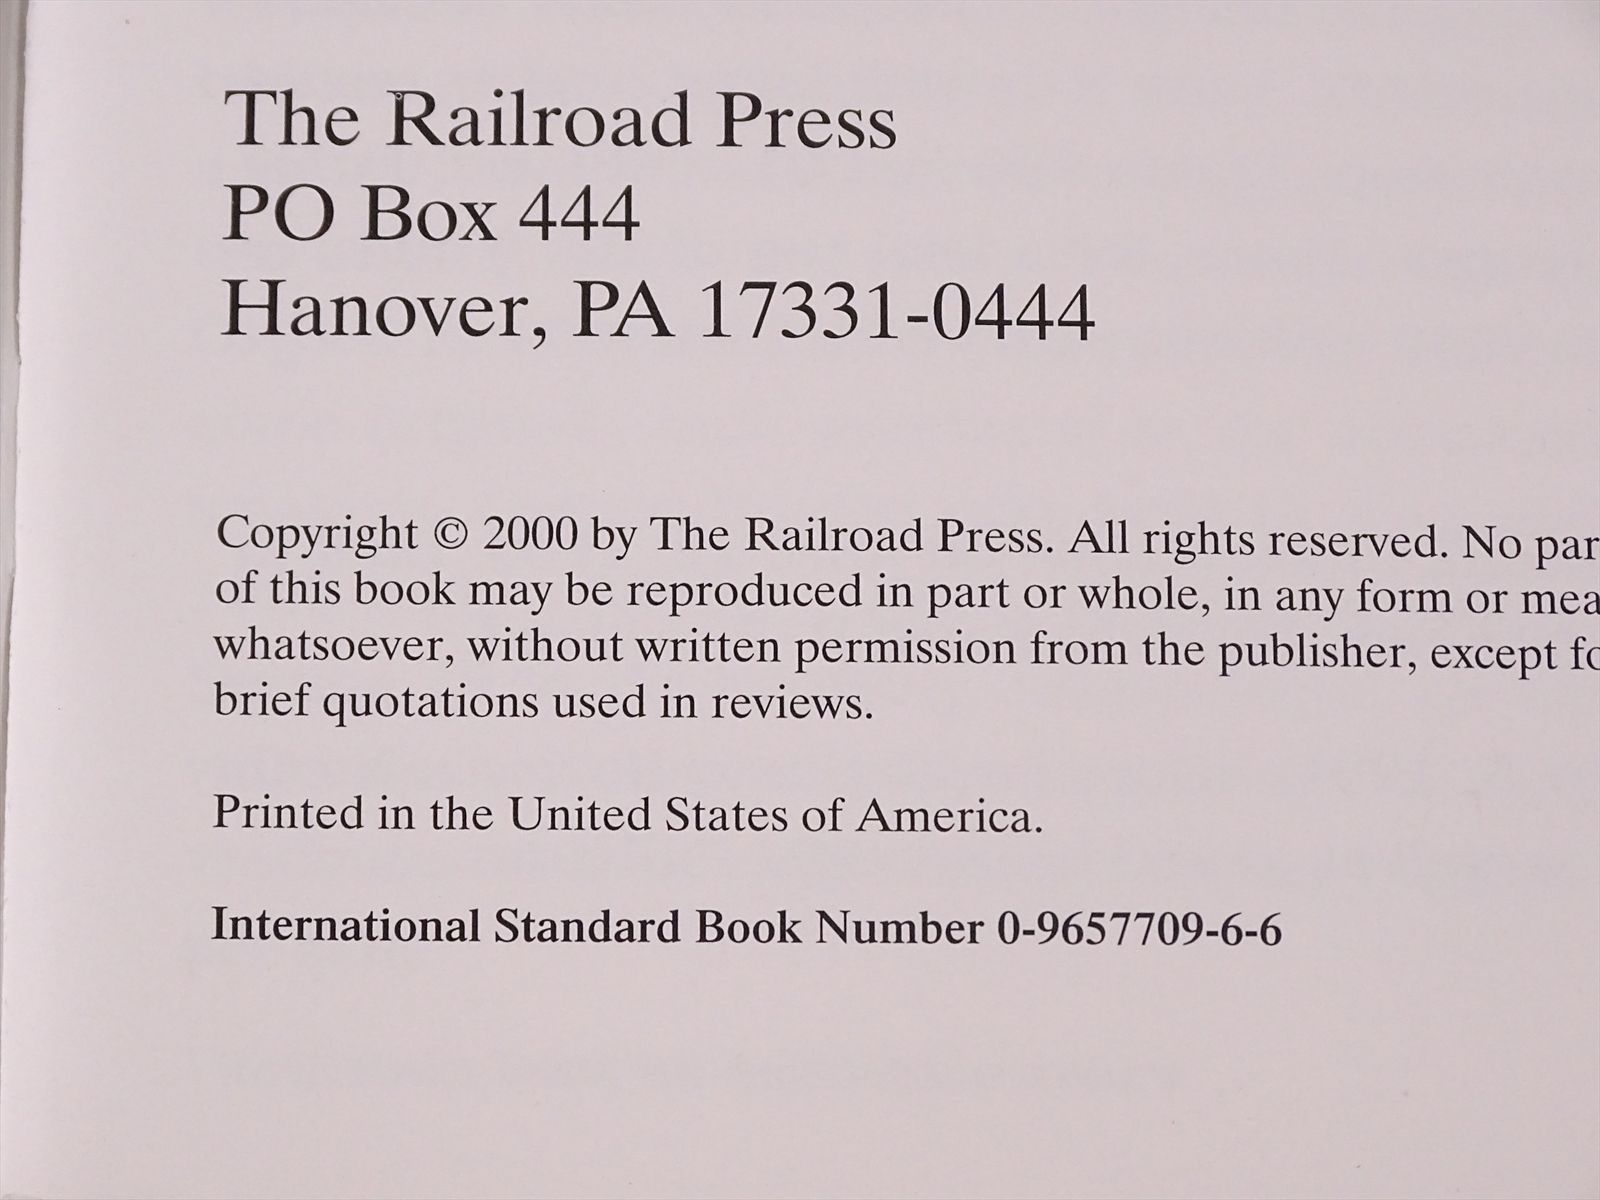 The Railroad Press
PO Box 444
Hanover, PA 17331-0444
Copyright © 2000 by The Railroad Press. All rights reserved. No par
of this book may be reproduced in part or whole, in any form or mea
whatsoever, without written permission from the publisher, except fo
brief quotations used in reviews.
Printed in the United States of America.
International Standard Book Number 0-9657709-6-6